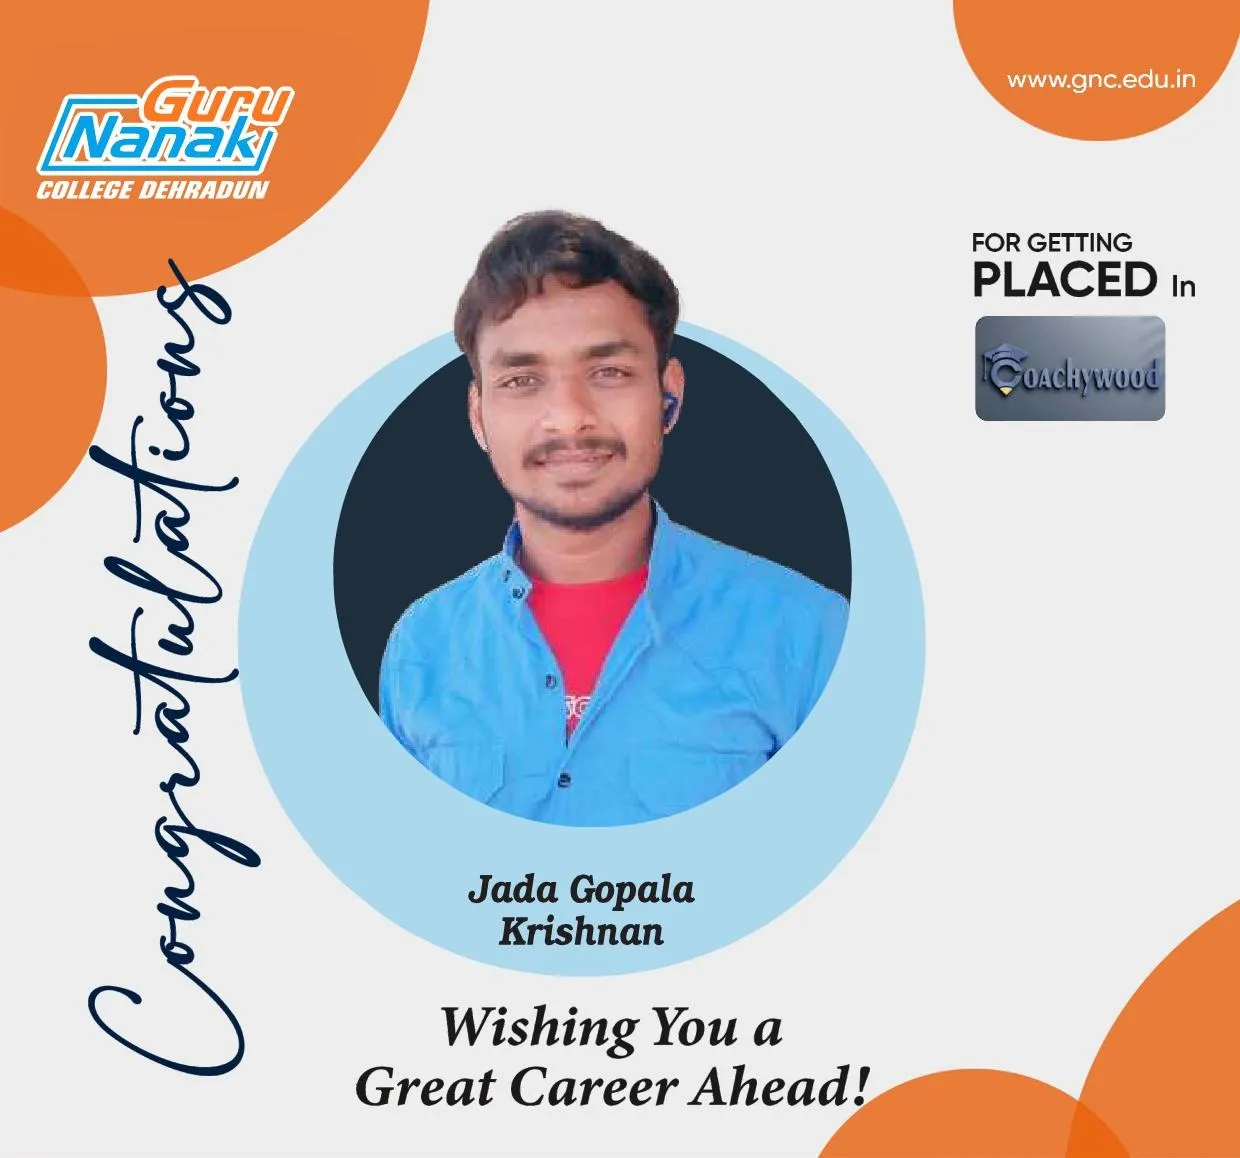 Guru
Nanak
COLLEGE DEHRADUN
www.gnc.edu.in
Congratulations
FOR GETTING
PLACED In
COACHYWOOD
Jada Gopala
Krishnan
Wishing You a
Great Career Ahead!